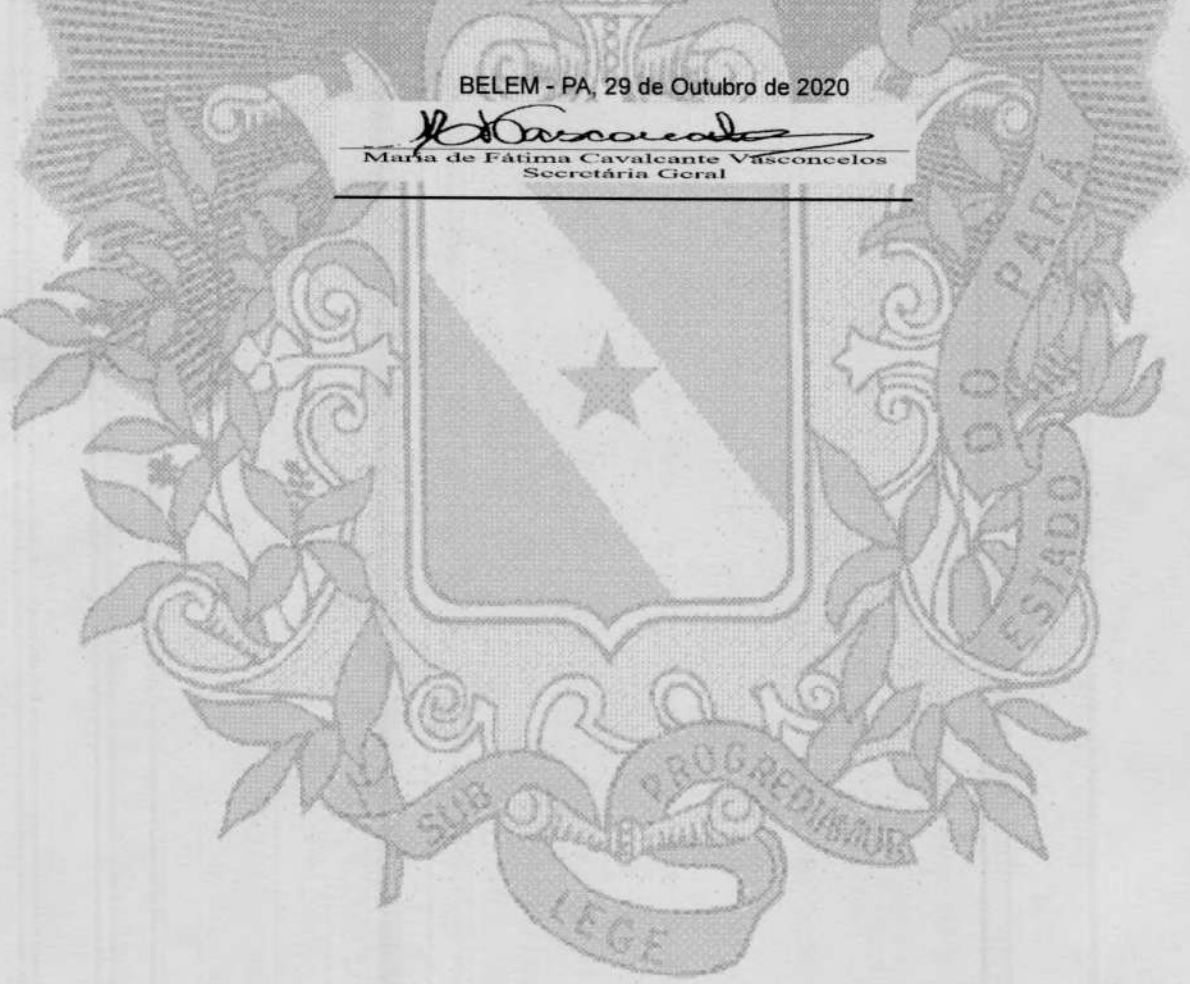 BELEM - PA, 29 de Outubro de 2020
Maria de Fátima Cavalcante Vasconcelos
Secretária Geral
ESTADO DO PARÁ
SUB LEGE PROGREDIAMUR